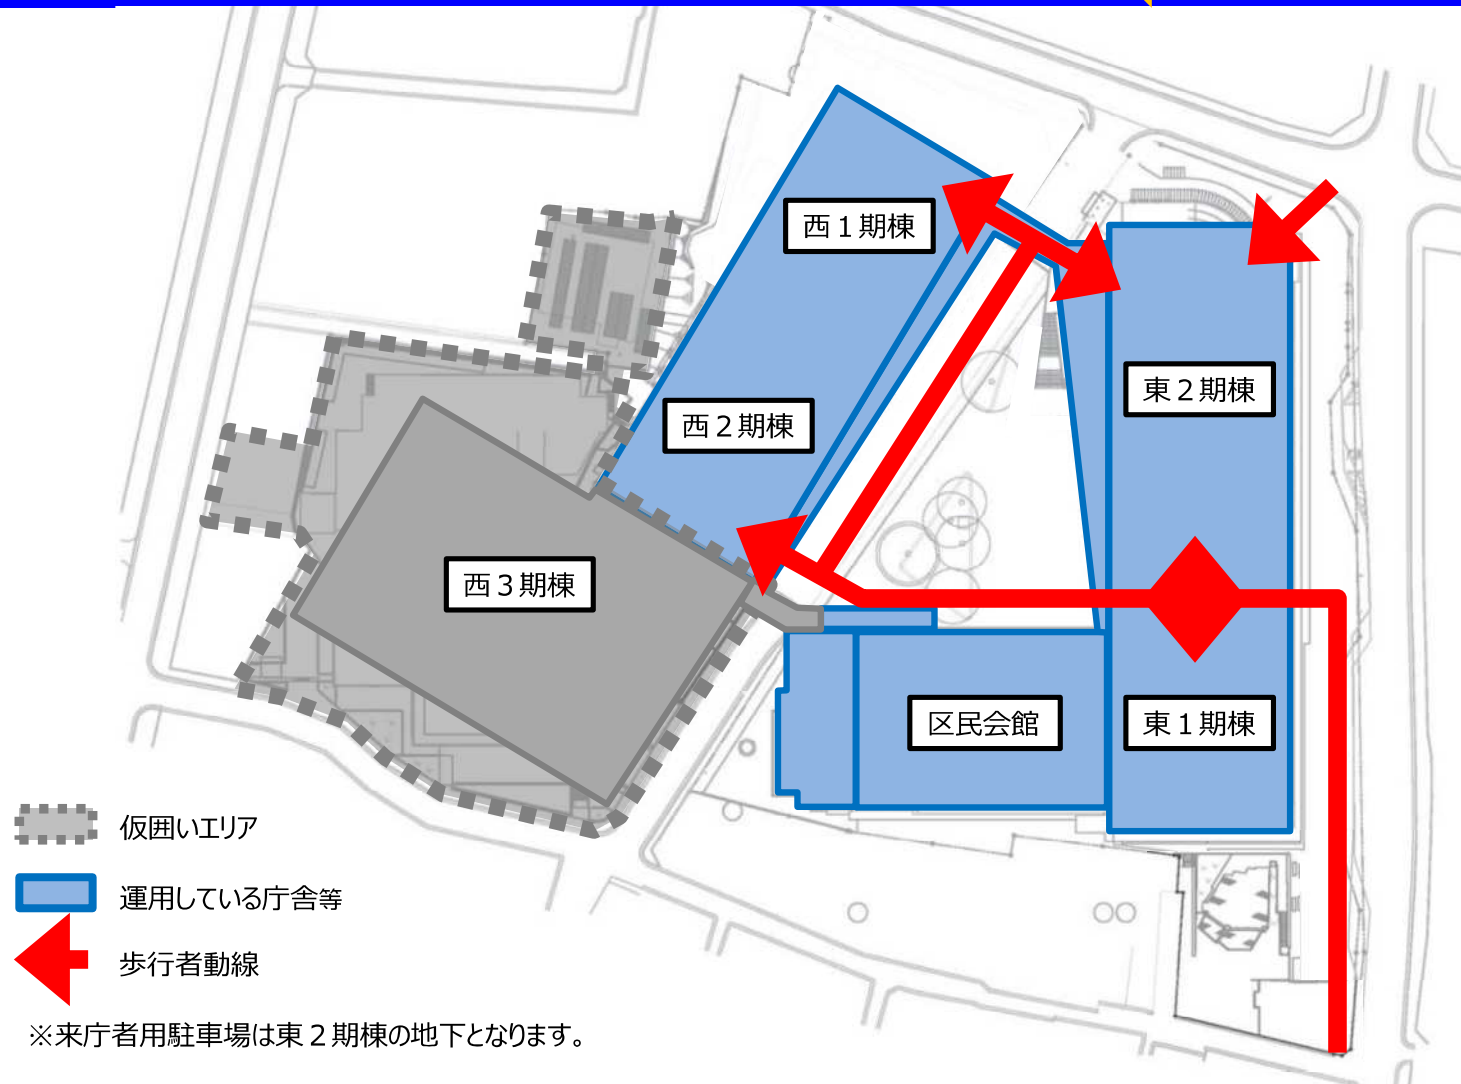 西１期棟
東２期棟
西２期棟
西３期棟
区民会館
東１期棟
仮囲いエリア
運用している庁舎等
歩行者動線
※来庁者用駐車場は東２期棟の地下となります。